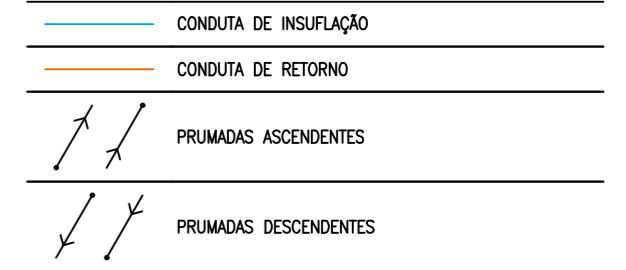 CONDUTA DE INSUFLAÇÃO
CONDUTA DE RETORNO
PRUMADAS ASCENDENTES
PRUMADAS DESCENDENTES